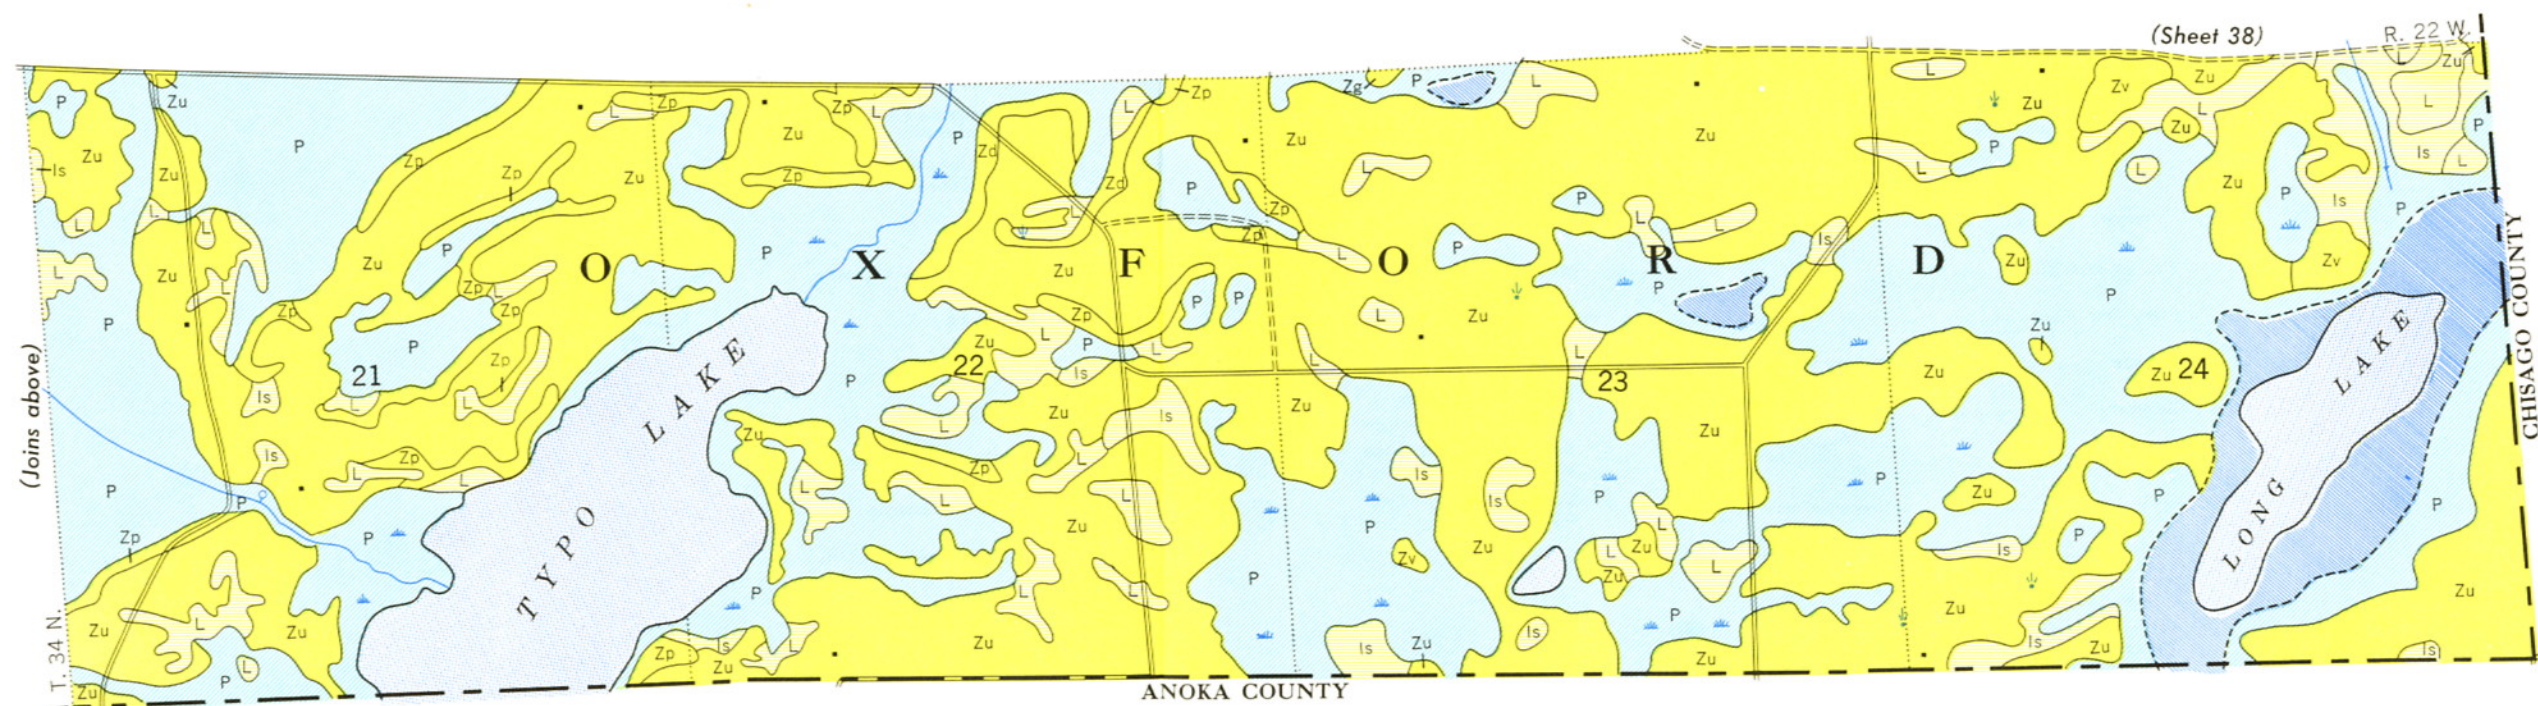 (Sheet 38)
R. 22 W.
(Joins above)
T. 34 N.
OXFORD
TYPO LAKE
LONG LAKE
21
22
23
24
CHISAGO COUNTY
ANOKA COUNTY
P
Zu
Is
L
Zp
Zd
Zg
Zv